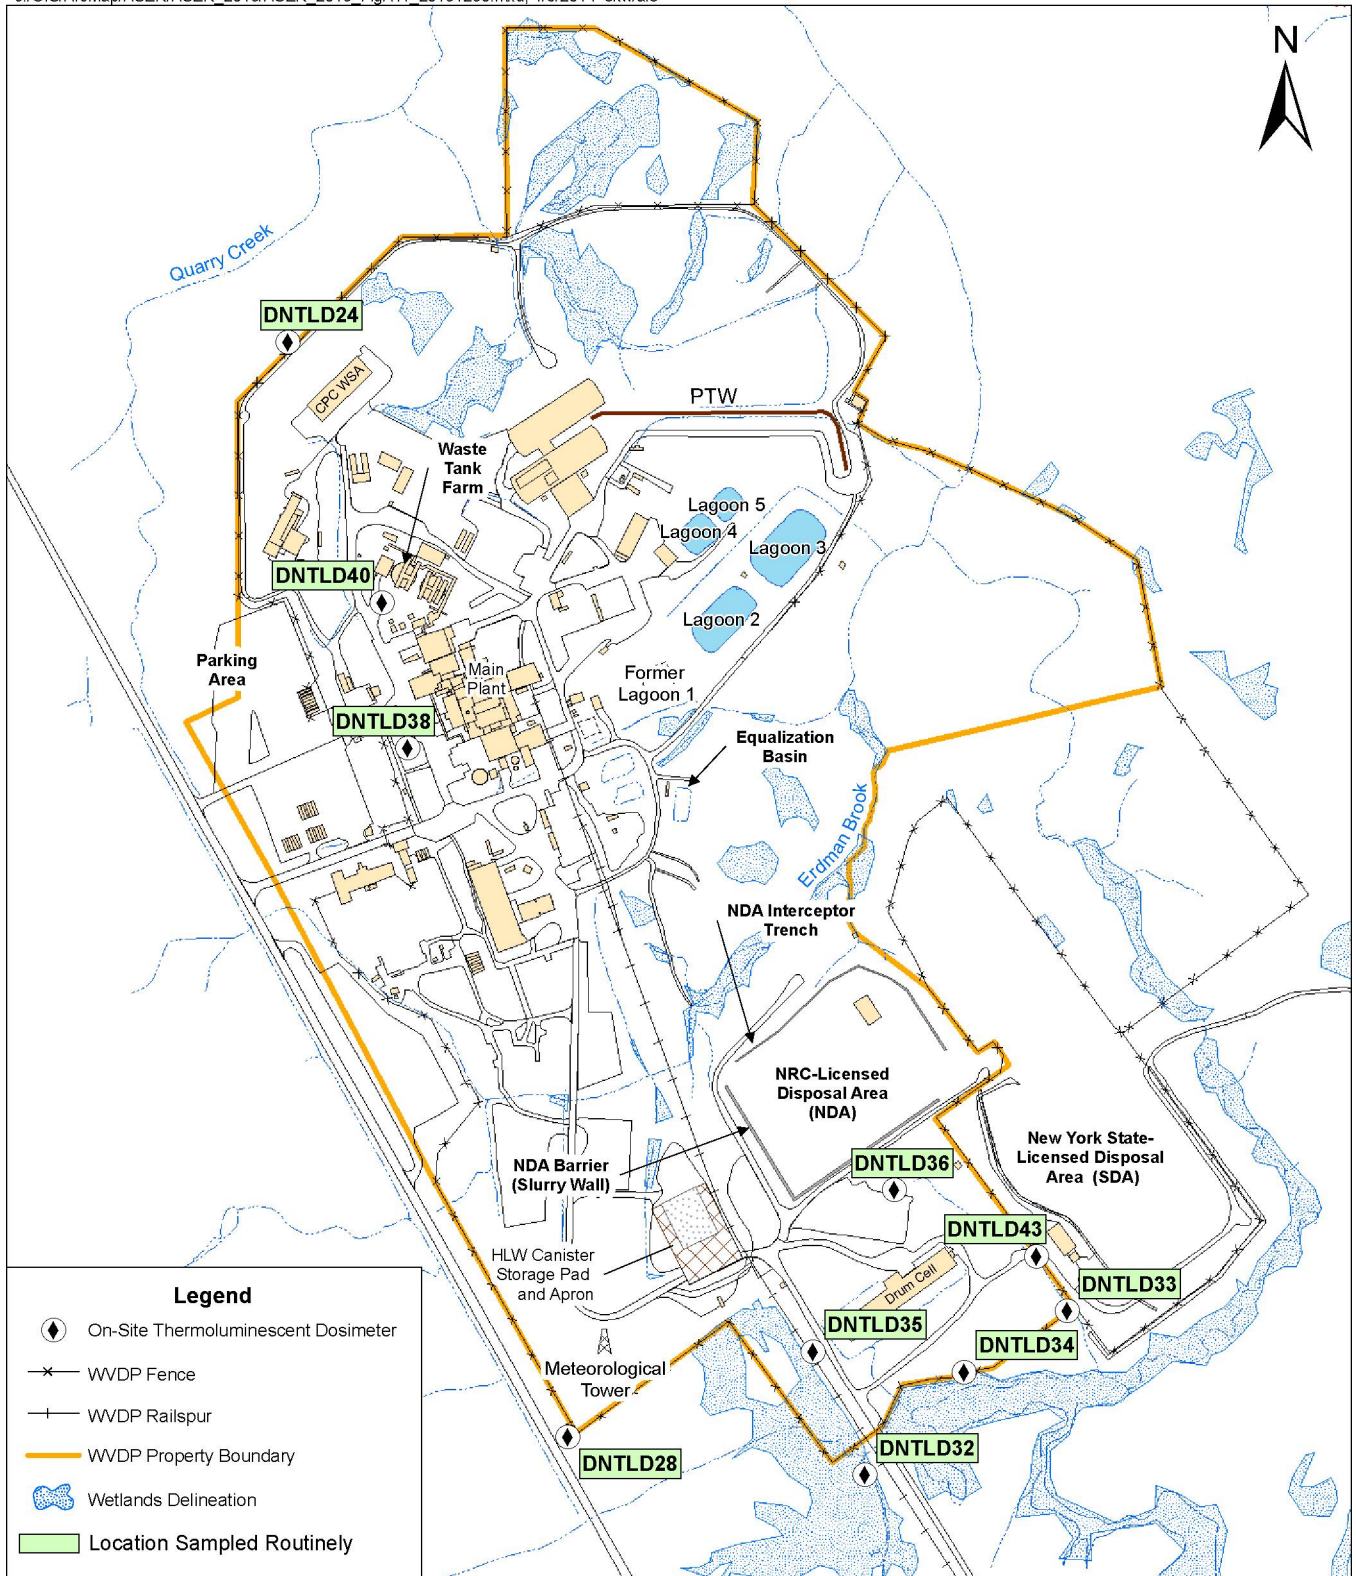 N
Quarry Creek
DNTLD24
CPC WSA
PTW
Waste
Tank
Farm
Lagoon 5
Lagoon 4
Lagoon 3
DNTLD40
Lagoon 2
Parking
Area
Main
Plant
Former
Lagoon 1
DNTLD38
Equalization
Basin
Erdman Brook
NDA Interceptor
Trench
NRC-Licensed
Disposal Area
(NDA)
New York State-
Licensed Disposal
Area (SDA)
NDA Barrier
(Slurry Wall)
DNTLD36
DNTLD43
HLW Canister
Storage Pad
and Apron
Drum Cell
DNTLD33
DNTLD35
DNTLD34
Meteorological
Tower
DNTLD32
DNTLD28
Legend
On-Site Thermoluminescent Dosimeter
WVDP Fence
WVDP Railspur
WVDP Property Boundary
Wetlands Delineation
Location Sampled Routinely